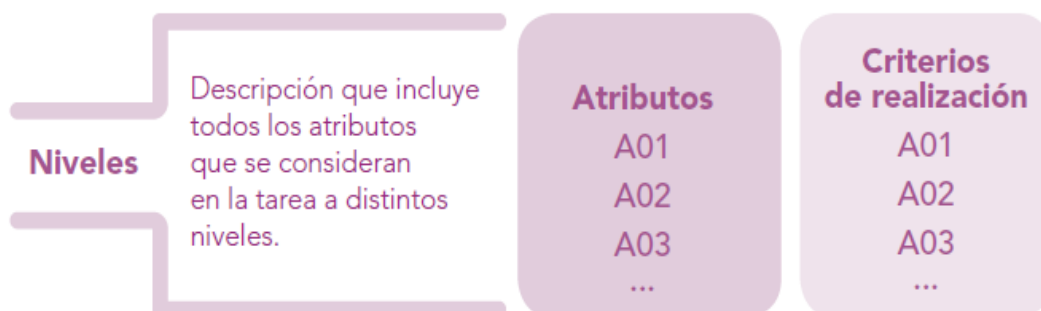 Niveles
Descripción que incluye
todos los atributos
que se consideran
en la tarea a distintos
niveles.
Atributos
A01
A02
A03
...
Criterios
de realización
A01
A02
A03
...